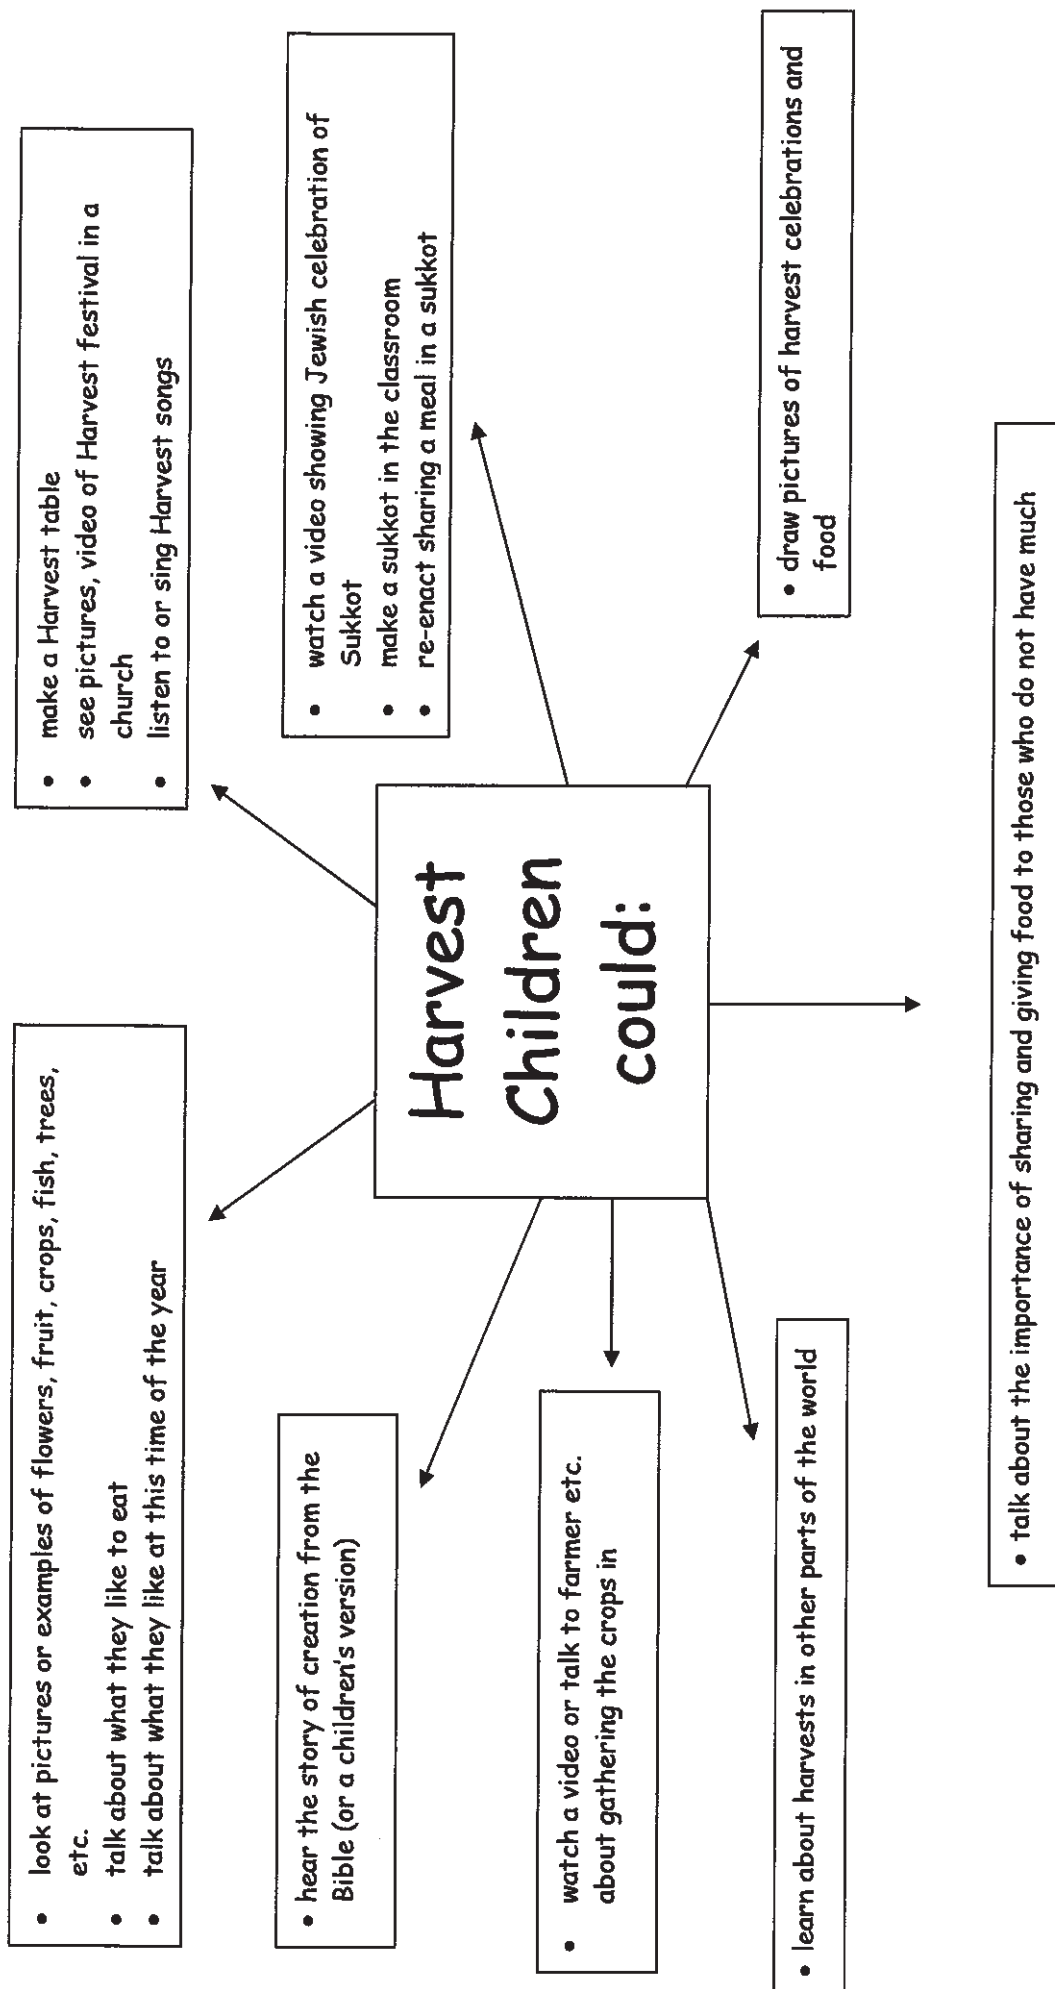 • look at pictures or examples of flowers, fruit, crops, fish, trees,
etc.
• talk about what they like to eat
• talk about what they like at this time of the year
• make a Harvest table
• see pictures, video of Harvest festival in a
church
• listen to or sing Harvest songs
• hear the story of creation from the
Bible (or a children's version)
• watch a video showing Jewish celebration of
Sukkot
• make a sukkot in the classroom
• re-enact sharing a meal in a sukkot
Harvest
Children
could:
• watch a video or talk to farmer etc.
about gathering the crops in
• learn about harvests in other parts of the world
• draw pictures of harvest celebrations and
food
• talk about the importance of sharing and giving food to those who do not have much